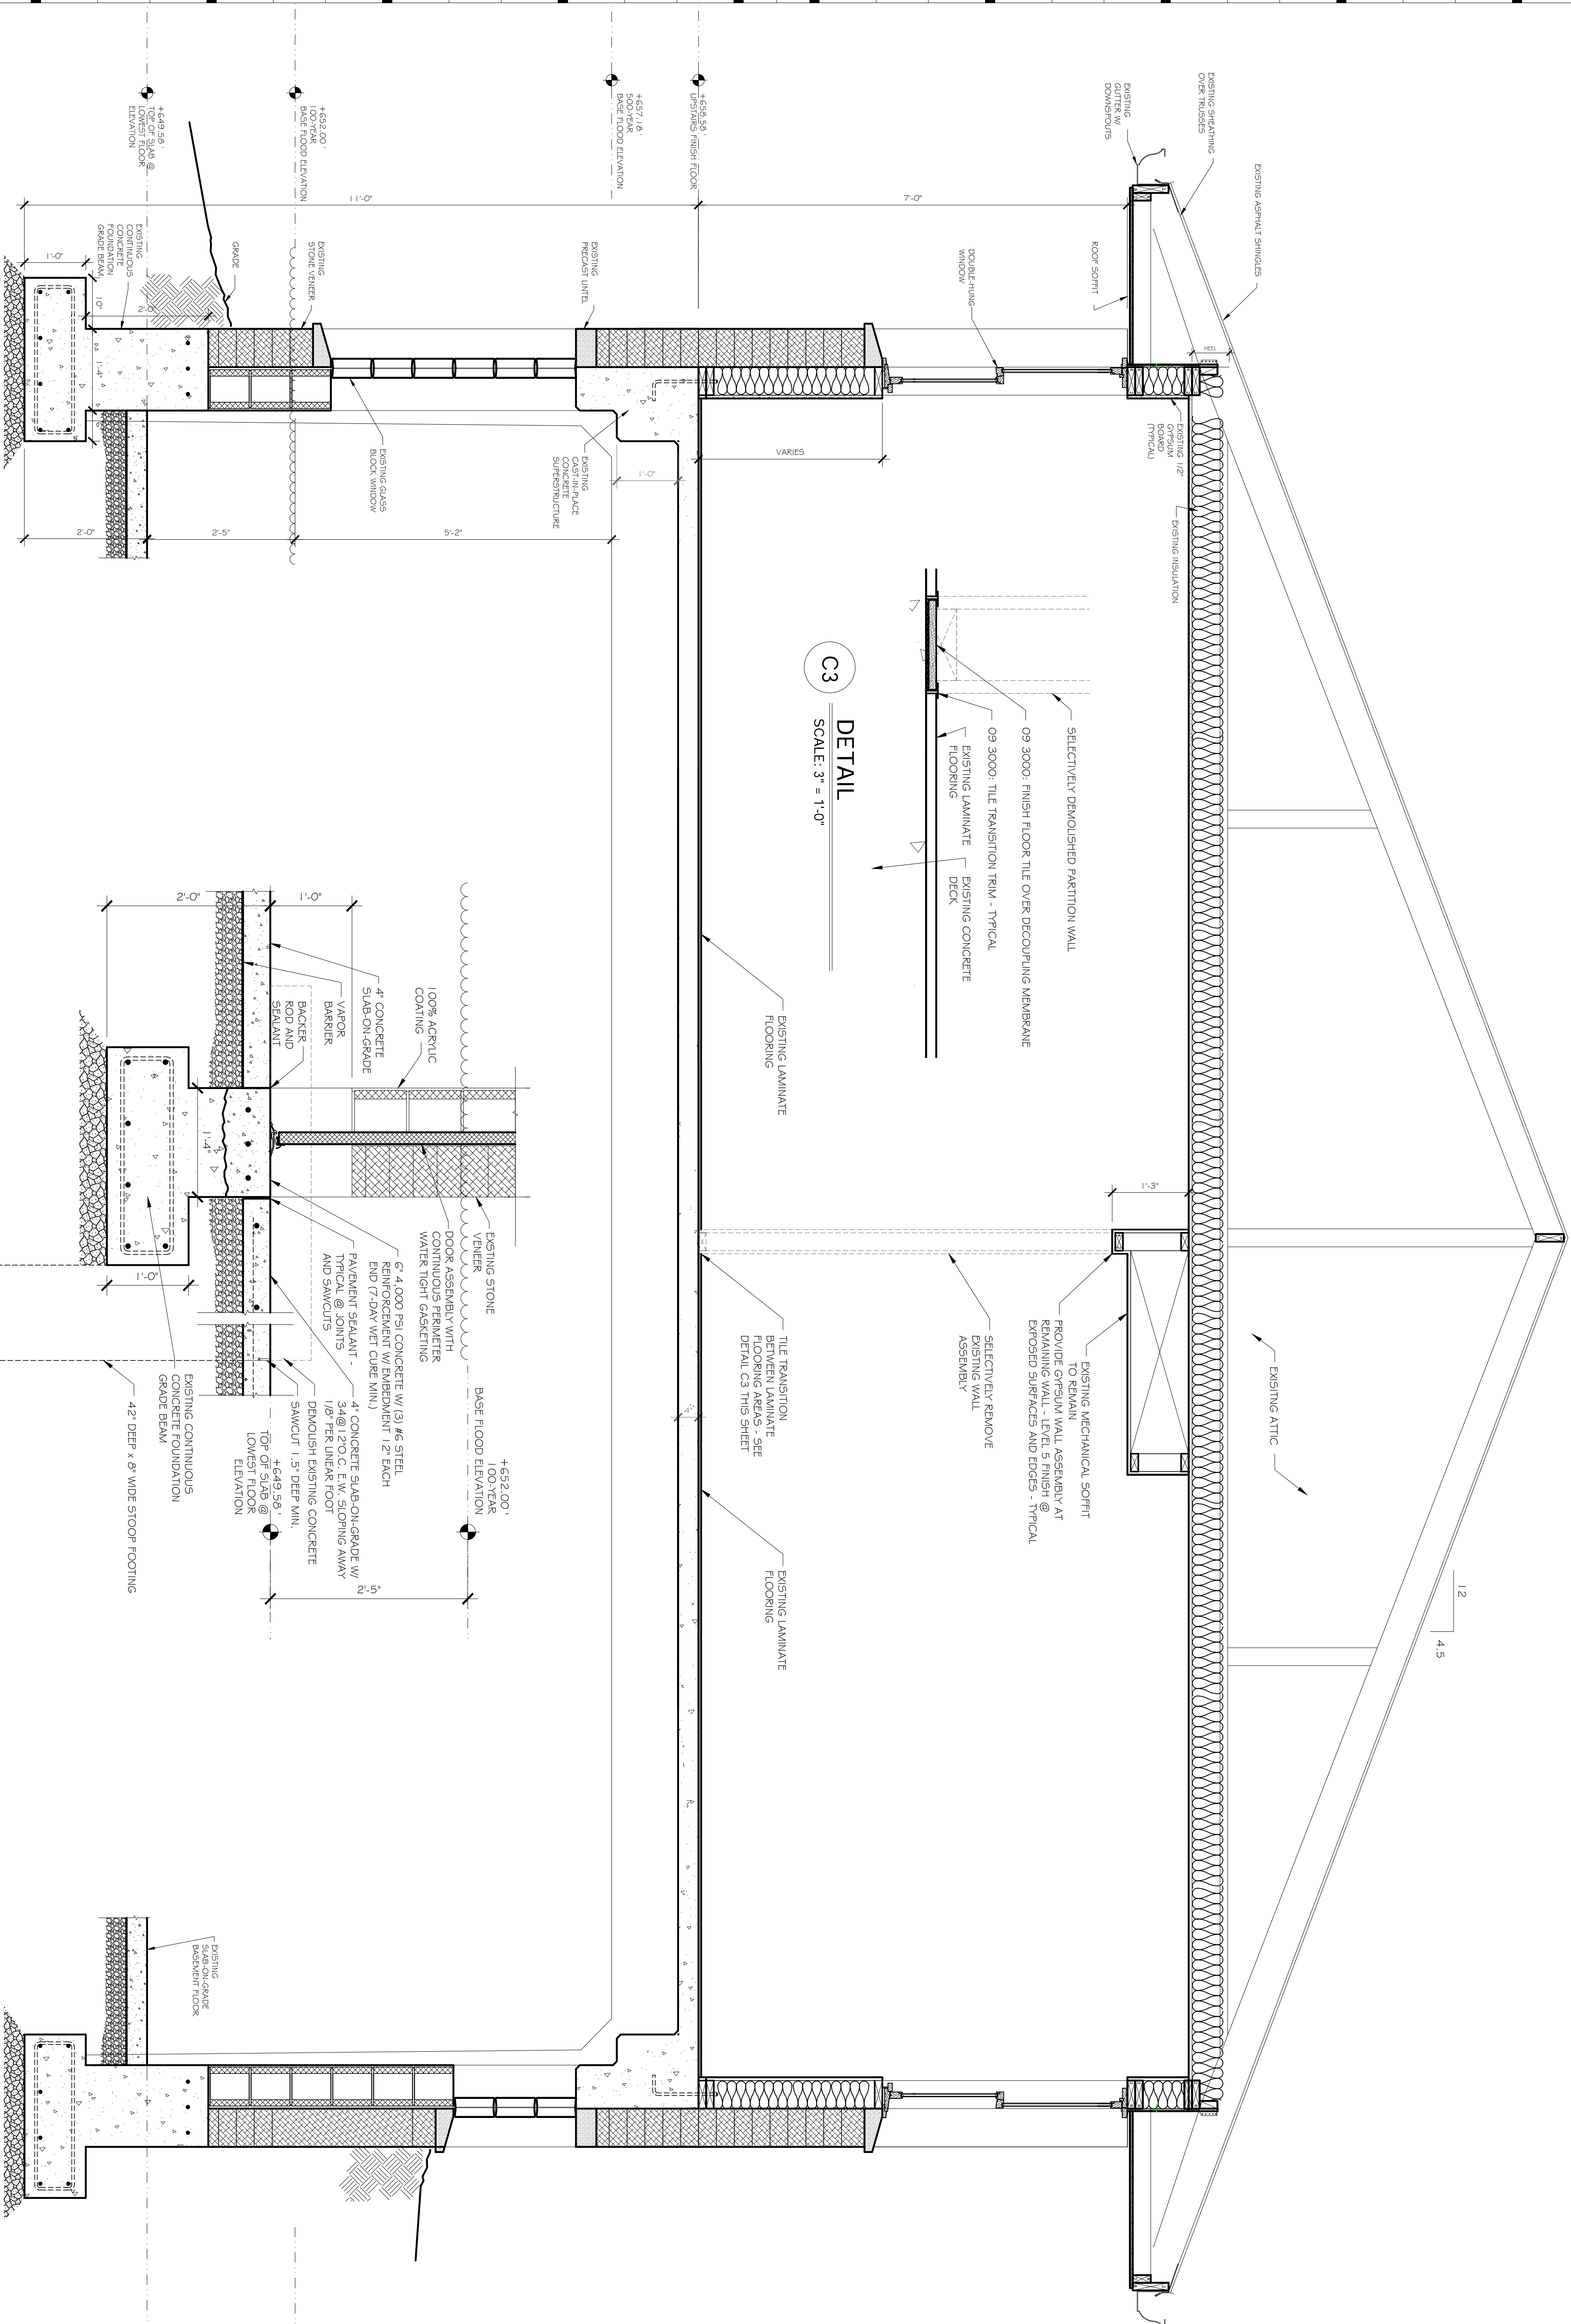 EXISTING SHEATHING
OVER TRUSSES
EXISTING ASPHALT SHINGLES
EXISTING
GUTTER W/
DOWNSPOUTS
ROOF SOFFIT
HEEL
12
4.5
EXISTING 1/2"
GYPSUM
BOARD
(TYPICAL)
EXISTING INSULATION
EXISITNG ATTIC
1'-3"
EXISTING MECHANICAL SOFFIT
TO REMAIN
PROVIDE GYPSUM WALL ASSEMBLY AT
REMAINING WALL - LEVEL 5 FINISH @
EXPOSED SURFACES AND EDGES - TYPICAL
SELECTIVELY REMOVE
EXISTING WALL
ASSEMBLY
7'-0"
DOUBLE-HUNG
WINDOW
VARIES
SELECTIVELY DEMOLISHED PARTITION WALL
09 3000: FINISH FLOOR TILE OVER DECOUPLING MEMBRANE
09 3000: TILE TRANSITION TRIM - TYPICAL
EXISTING LAMINATE
FLOORING
EXISTING CONCRETE
DECK
C3
DETAIL
SCALE: 3" = 1'-0"
EXISTING LAMINATE
FLOORING
TILE TRANSITION
BETWEEN LAMINATE
FLOORING AREAS - SEE
DETAIL C3 THIS SHEET
EXISTING LAMINATE
FLOORING
+658.58'
UPSTAIRS FINISH FLOOR
+657.18'
500-YEAR
BASE FLOOD ELEVATION
+652.00'
100-YEAR
BASE FLOOD ELEVATION
+649.58'
TOP OF SLAB @
LOWEST FLOOR
ELEVATION
11'-0"
EXISTING
PRECAST LINTEL
EXISTING
STONE VENEER
GRADE
EXISTING
CONTINUOUS
CONCRETE
FOUNDATION
GRADE BEAM
1'-0"
10"
2'-0"
1'-4"
6"
1'-0"
4"
EXISTING
CAST-IN-PLACE
CONCRETE
SUPERSTRUCTURE
EXISTING GLASS
BLOCK WINDOW
5'-2"
2'-5"
2'-0"
2'-0"
1'-0"
100% ACRYLIC
COATING
4" CONCRETE
SLAB-ON-GRADE
VAPOR
BARRIER
BACKER
ROD AND
SEALANT
1'-4"
1'-0"
EXISTING STONE
VENEER
DOOR ASSEMBLY WITH
CONTINUOUS PERIMETER
WATER TIGHT GASKETING
6" 4,000 PSI CONCRETE W/ (3) #6 STEEL
REINFORCEMENT W/ EMBEDMENT 12" EACH
END (7-DAY WET CURE MIN.)
PAVEMENT SEALANT -
TYPICAL @ JOINTS
AND SAWCUTS
4" CONCRETE SLAB-ON-GRADE W/
34@12"O.C. E.W. SLOPING AWAY
1/8" PER LINEAR FOOT
DEMOLISH EXISTING CONCRETE
SAWCUT 1.5" DEEP MIN.
+652.00'
100-YEAR
BASE FLOOD ELEVATION
+649.58'
TOP OF SLAB @
LOWEST FLOOR
ELEVATION
2'-5"
EXISTING CONTINUOUS
CONCRETE FOUNDATION
GRADE BEAM
42" DEEP x 8" WIDE STOOP FOOTING
EXISTING
SLAB-ON-GRADE
BASEMENT FLOOR